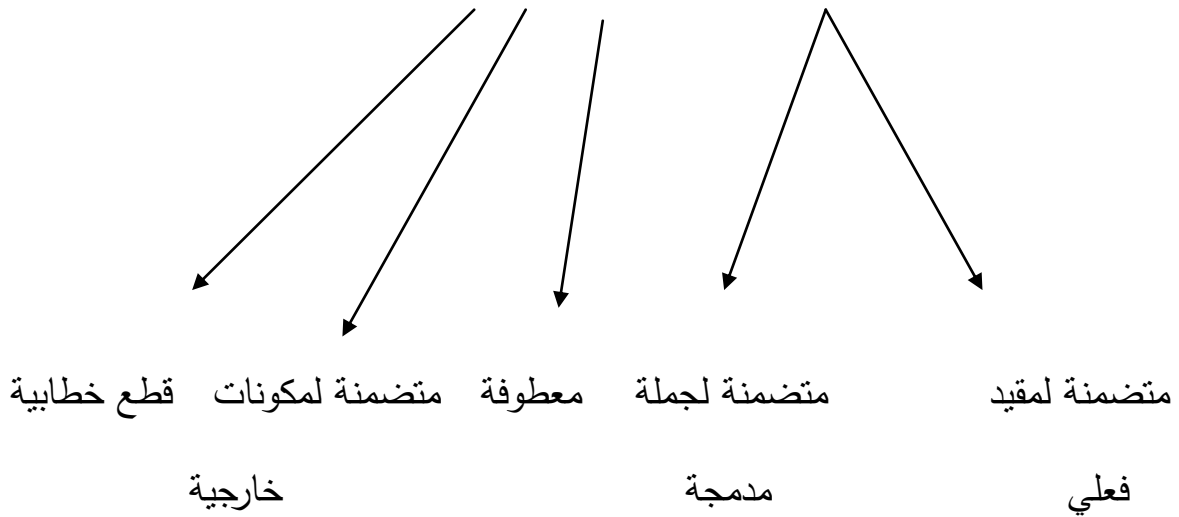 متضمنة لمقيد متضمنة لجملة معطوفة متضمنة لمكونات قطع خطابية
فعلي مدمجة خارجية